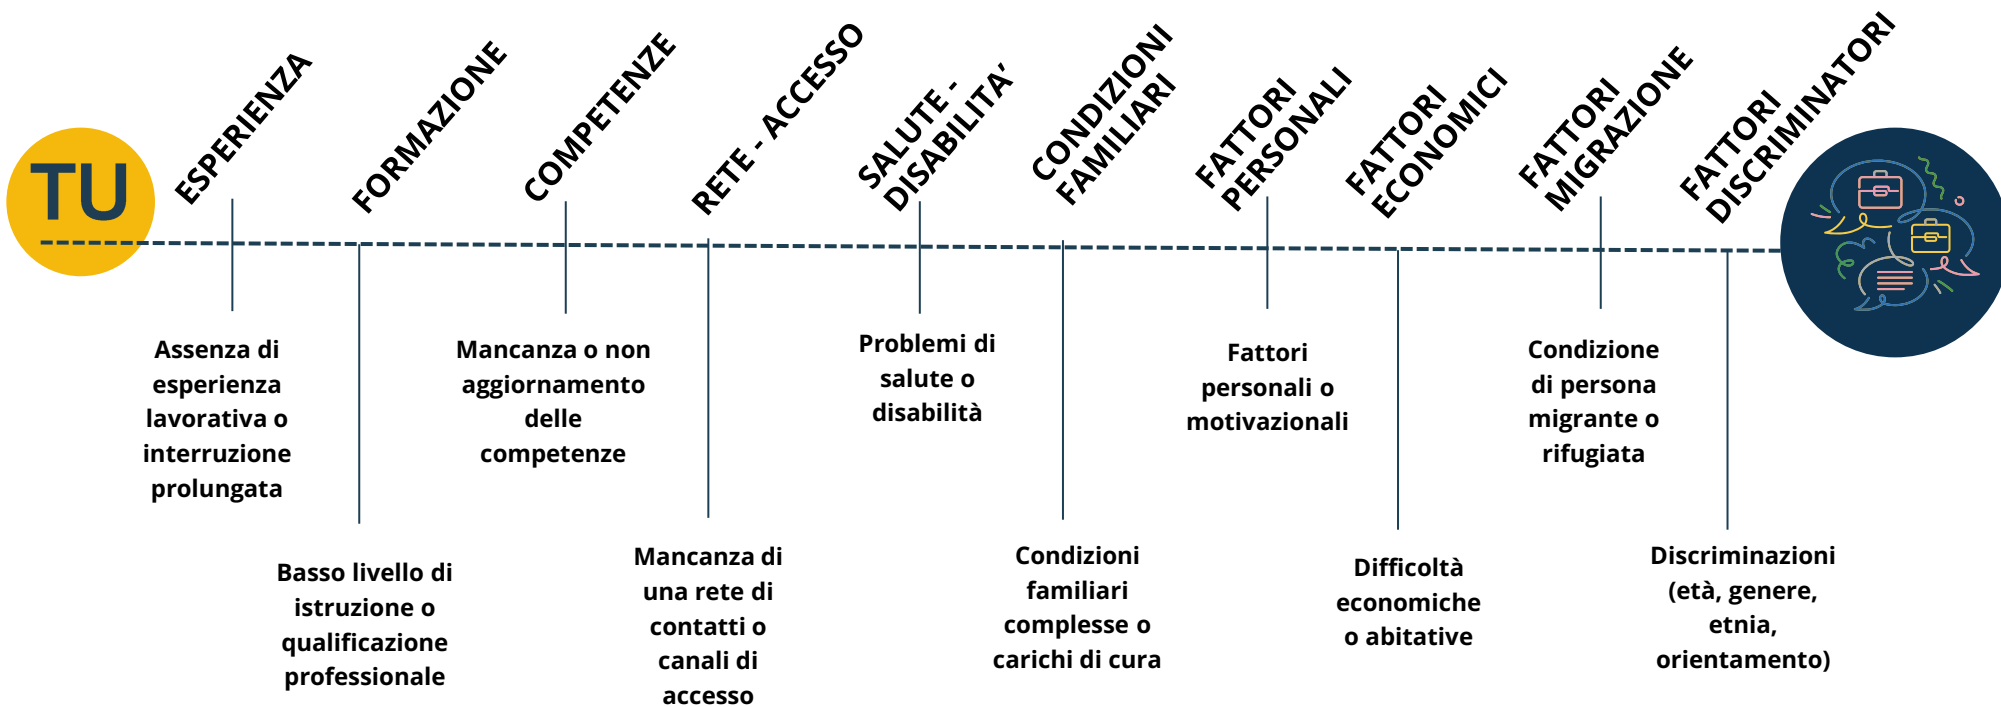 TU
ESPERIENZA
FORMAZIONE
COMPETENZE
RETE - ACCESSO
SALUTE -
DISABILITA’
CONDIZIONI
FAMILIARI
FATTORI
PERSONALI
FATTORI
ECONOMICI
FATTORI
MIGRAZIONE
FATTORI
DISCRIMINATORI
Assenza di
esperienza
lavorativa o
interruzione
prolungata
Basso livello di
istruzione o
qualificazione
professionale
Mancanza o non
aggiornamento
delle
competenze
Mancanza di
una rete di
contatti o
canali di
accesso
Problemi di
salute o
disabilità
Condizioni
familiari
complesse o
carichi di cura
Fattori
personali o
motivazionali
Difficoltà
economiche
o abitative
Condizione
di persona
migrante o
rifugiata
Discriminazioni
(età, genere,
etnia,
orientamento)